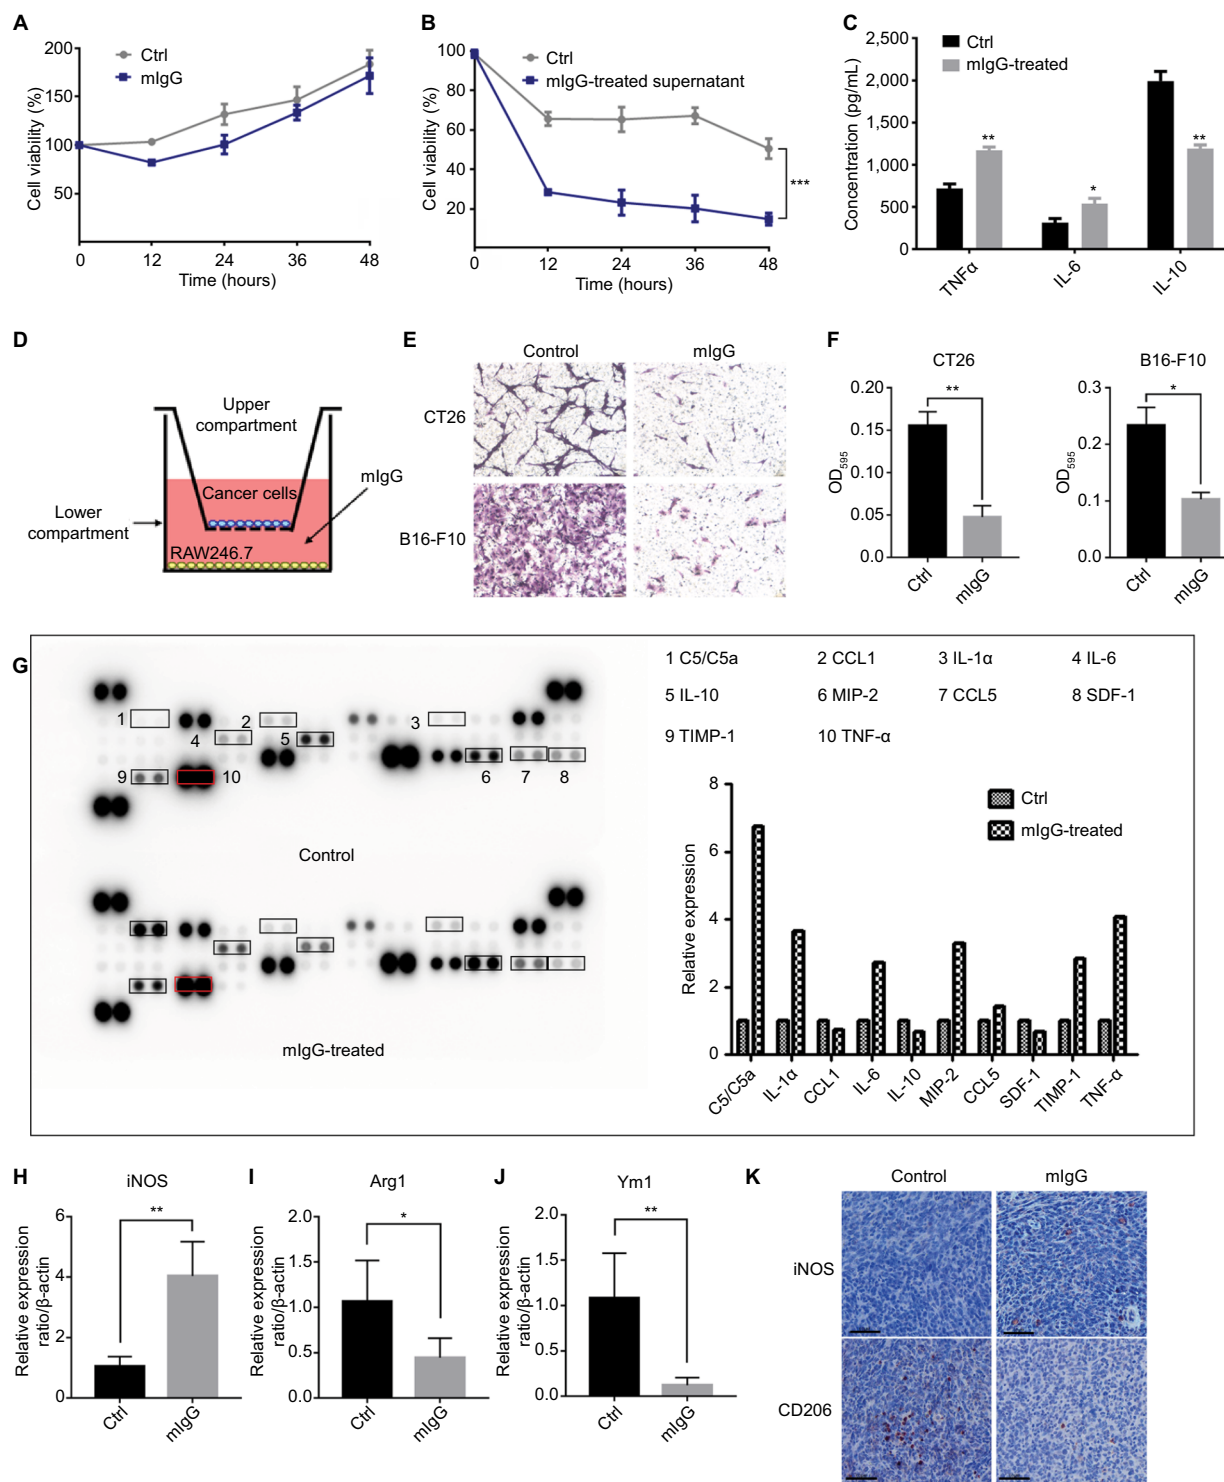 A
200
150
100
50
0
12
24
36
48
Cell viability (%)
Time (hours)
Ctrl
mIgG
B
100
80
60
40
20
0
12
24
36
48
Cell viability (%)
Time (hours)
Ctrl
mIgG-treated supernatant
***
C
2,500
2,000
1,500
1,000
500
0
Concentration (pg/mL)
Ctrl
mIgG-treated
**
*
**
TNFα
IL-6
IL-10
D
Upper
compartment
Cancer cells
mIgG
Lower
compartment
RAW246.7
E
Control
mIgG
CT26
B16-F10
F
CT26
0.20
0.15
0.10
0.05
0.0
OD595
**
Ctrl
mIgG
B16-F10
0.3
0.2
0.1
0.0
OD595
*
Ctrl
mIgG
G
1
2
3
4
5
6
7
8
9
10
Control
mIgG-treated
1 C5/C5a
2 CCL1
3 IL-1α
4 IL-6
5 IL-10
6 MIP-2
7 CCL5
8 SDF-1
9 TIMP-1
10 TNF-α
8
6
4
2
0
Relative expression
Ctrl
mIgG-treated
C5/C5a
IL-1α
CCL1
IL-6
IL-10
MIP-2
CCL5
SDF-1
TIMP-1
TNF-α
H
iNOS
6
4
2
0
Relative expression
ratio/β-actin
**
Ctrl
mIgG
I
Arg1
2.0
1.5
1.0
0.5
0.0
Relative expression
ratio/β-actin
*
Ctrl
mIgG
J
Ym1
2.0
1.5
1.0
0.5
0.0
Relative expression
ratio/β-actin
**
Ctrl
mIgG
K
Control
mIgG
iNOS
CD206